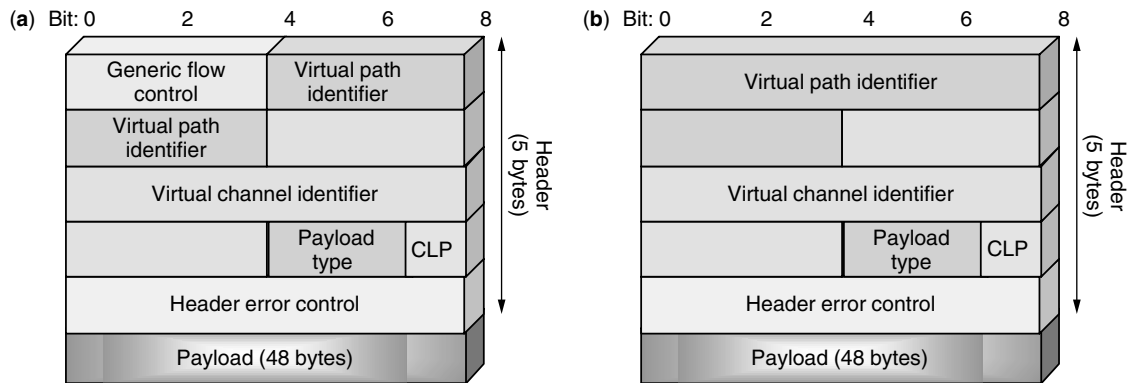 (a) Bit: 0 2 4 6 8
Generic flow
control
Virtual path
identifier
Virtual path
identifier
Virtual channel identifier
Payload
type
CLP
Header error control
Payload (48 bytes)
Header
(5 bytes)
(b) Bit: 0 2 4 6 8
Virtual path identifier
Virtual channel identifier
Payload
type
CLP
Header error control
Payload (48 bytes)
Header
(5 bytes)